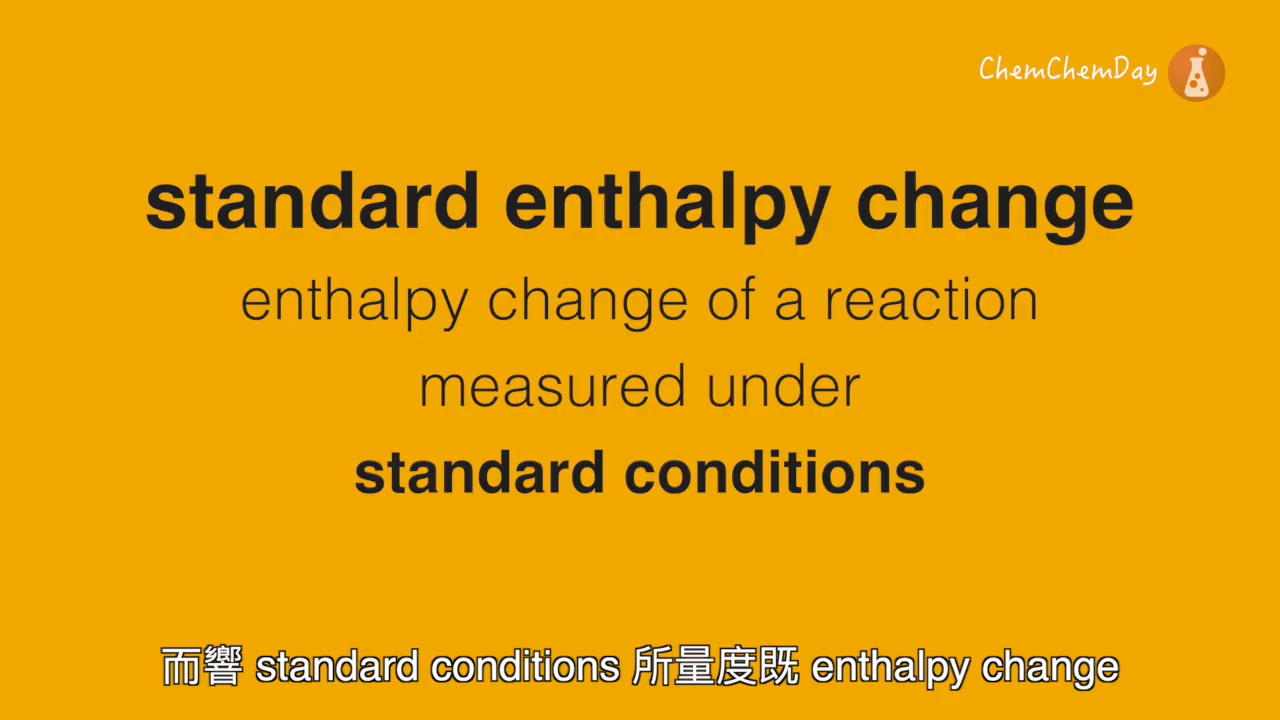 ChemChemDay
standard enthalpy change
enthalpy change of a reaction
measured under
standard conditions
而響 standard conditions 所量度既 enthalpy change